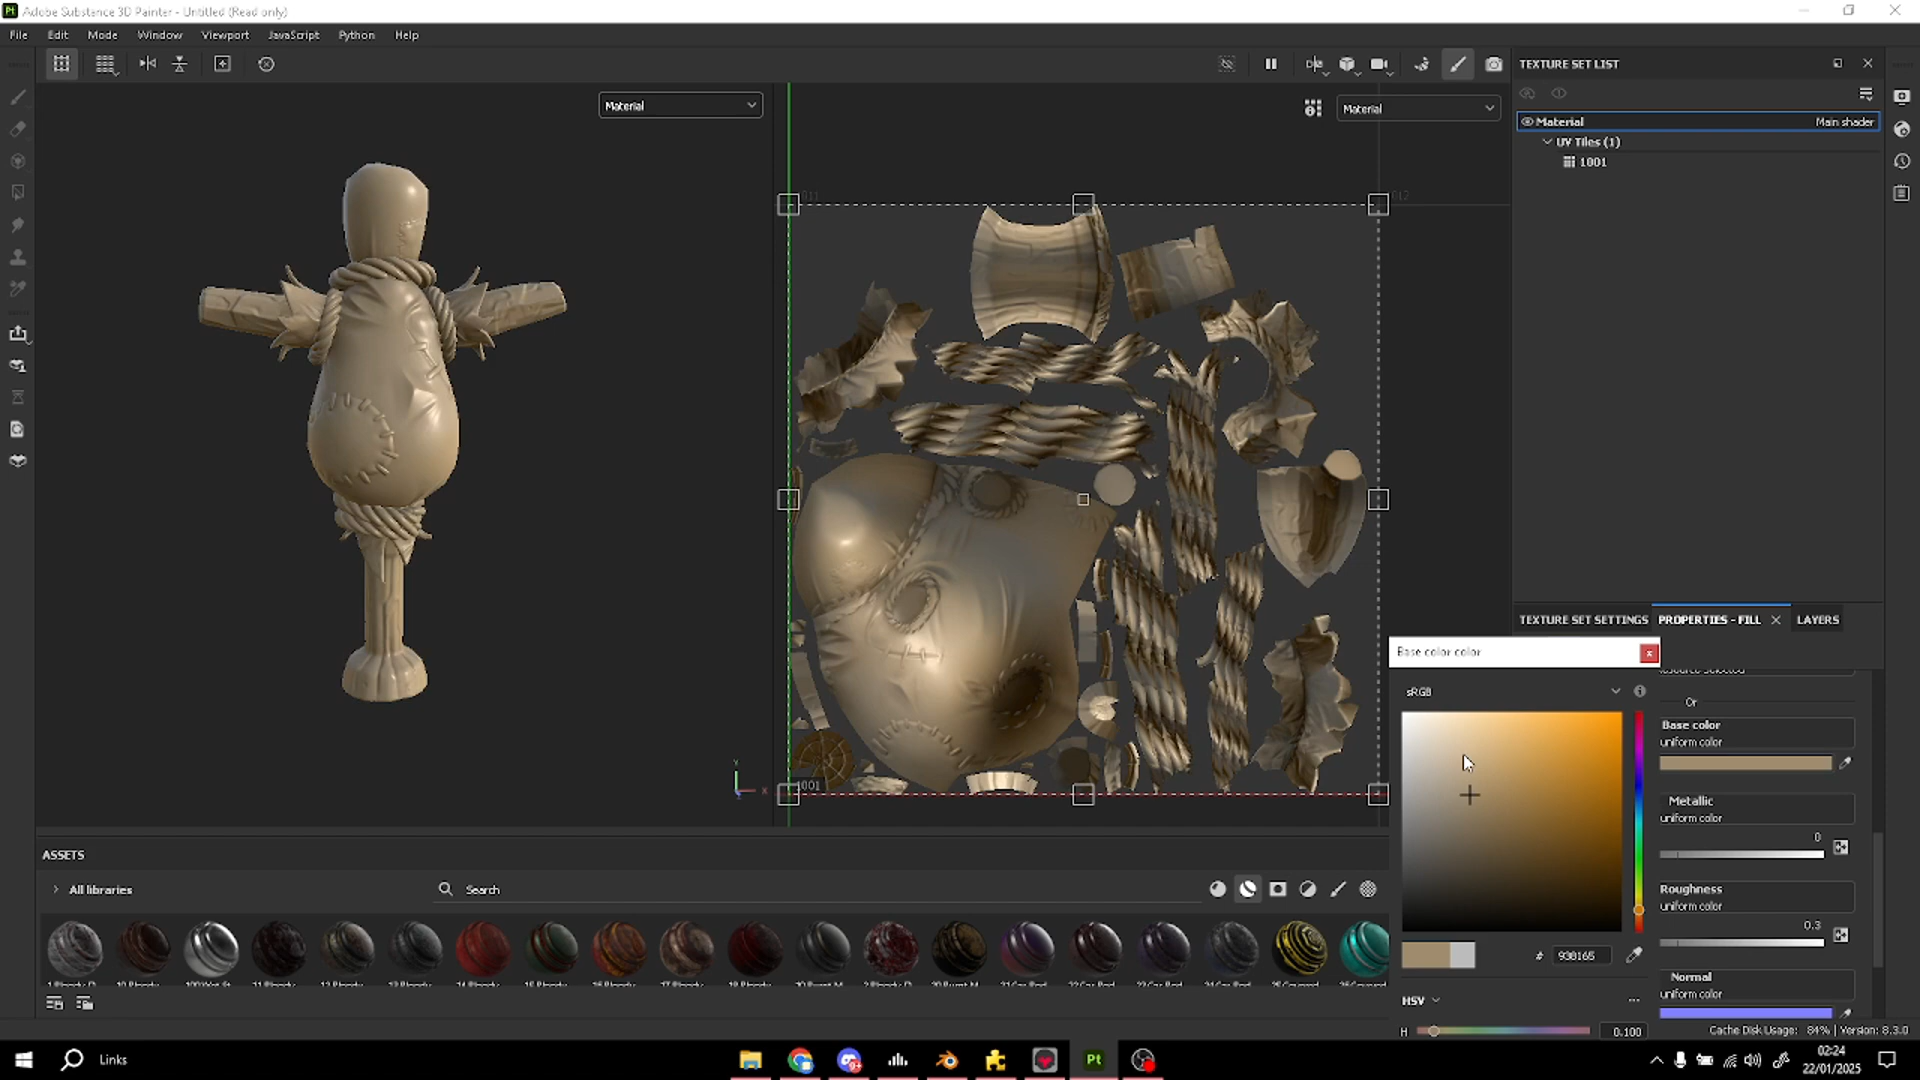 Adobe Substance 3D Painter - Untitled (Read only)
File Edit Mode Window Viewport JavaScript Python Help
Material
Material
TEXTURE SET LIST
Material Main shader
UV Tiles (1)
1001
1001
TEXTURE SET SETTINGS PROPERTIES - FILL LAYERS
Base color color
sRGB
Or
Base color
uniform color
Metallic
uniform color
0
Roughness
uniform color
0.3
Normal
uniform color
# 938165
HSV
H 0.100
Y
X
ASSETS
All libraries
Search
Cache Disk Usage: 84% | Version: 8.3.0
Links
Pt
02:24
22/01/2025